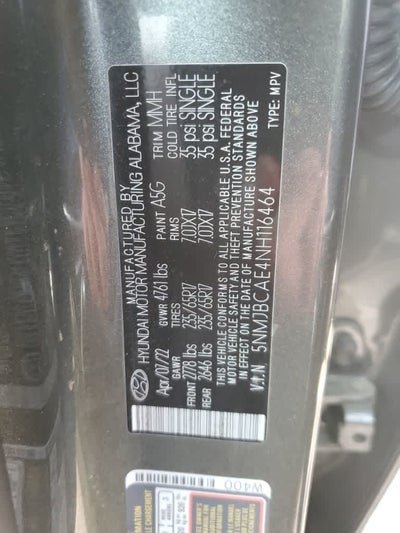 MANUFACTURED BY
HYUNDAI MOTOR MANUFACTURING ALABAMA, LLC
Apr/07/22 GVWR 4761 lbs PAINT A5G TRIM MMH
GAWR TIRES RIMS COLD TIRE INFL
FRONT 2778 lbs 235/65R17 7.0DX17 35 psi SINGLE
REAR 2646 lbs 235/65R17 7.0DX17 35 psi SINGLE
THIS VEHICLE CONFORMS TO ALL APPLICABLE U.S.A. FEDERAL
MOTOR VEHICLE SAFETY AND THEFT PREVENTION STANDARDS
IN EFFECT ON THE DATE OF MANUFACTURE SHOWN ABOVE
V.I.N 5NMJBCAE4NH116464 TYPE: MPV
W400